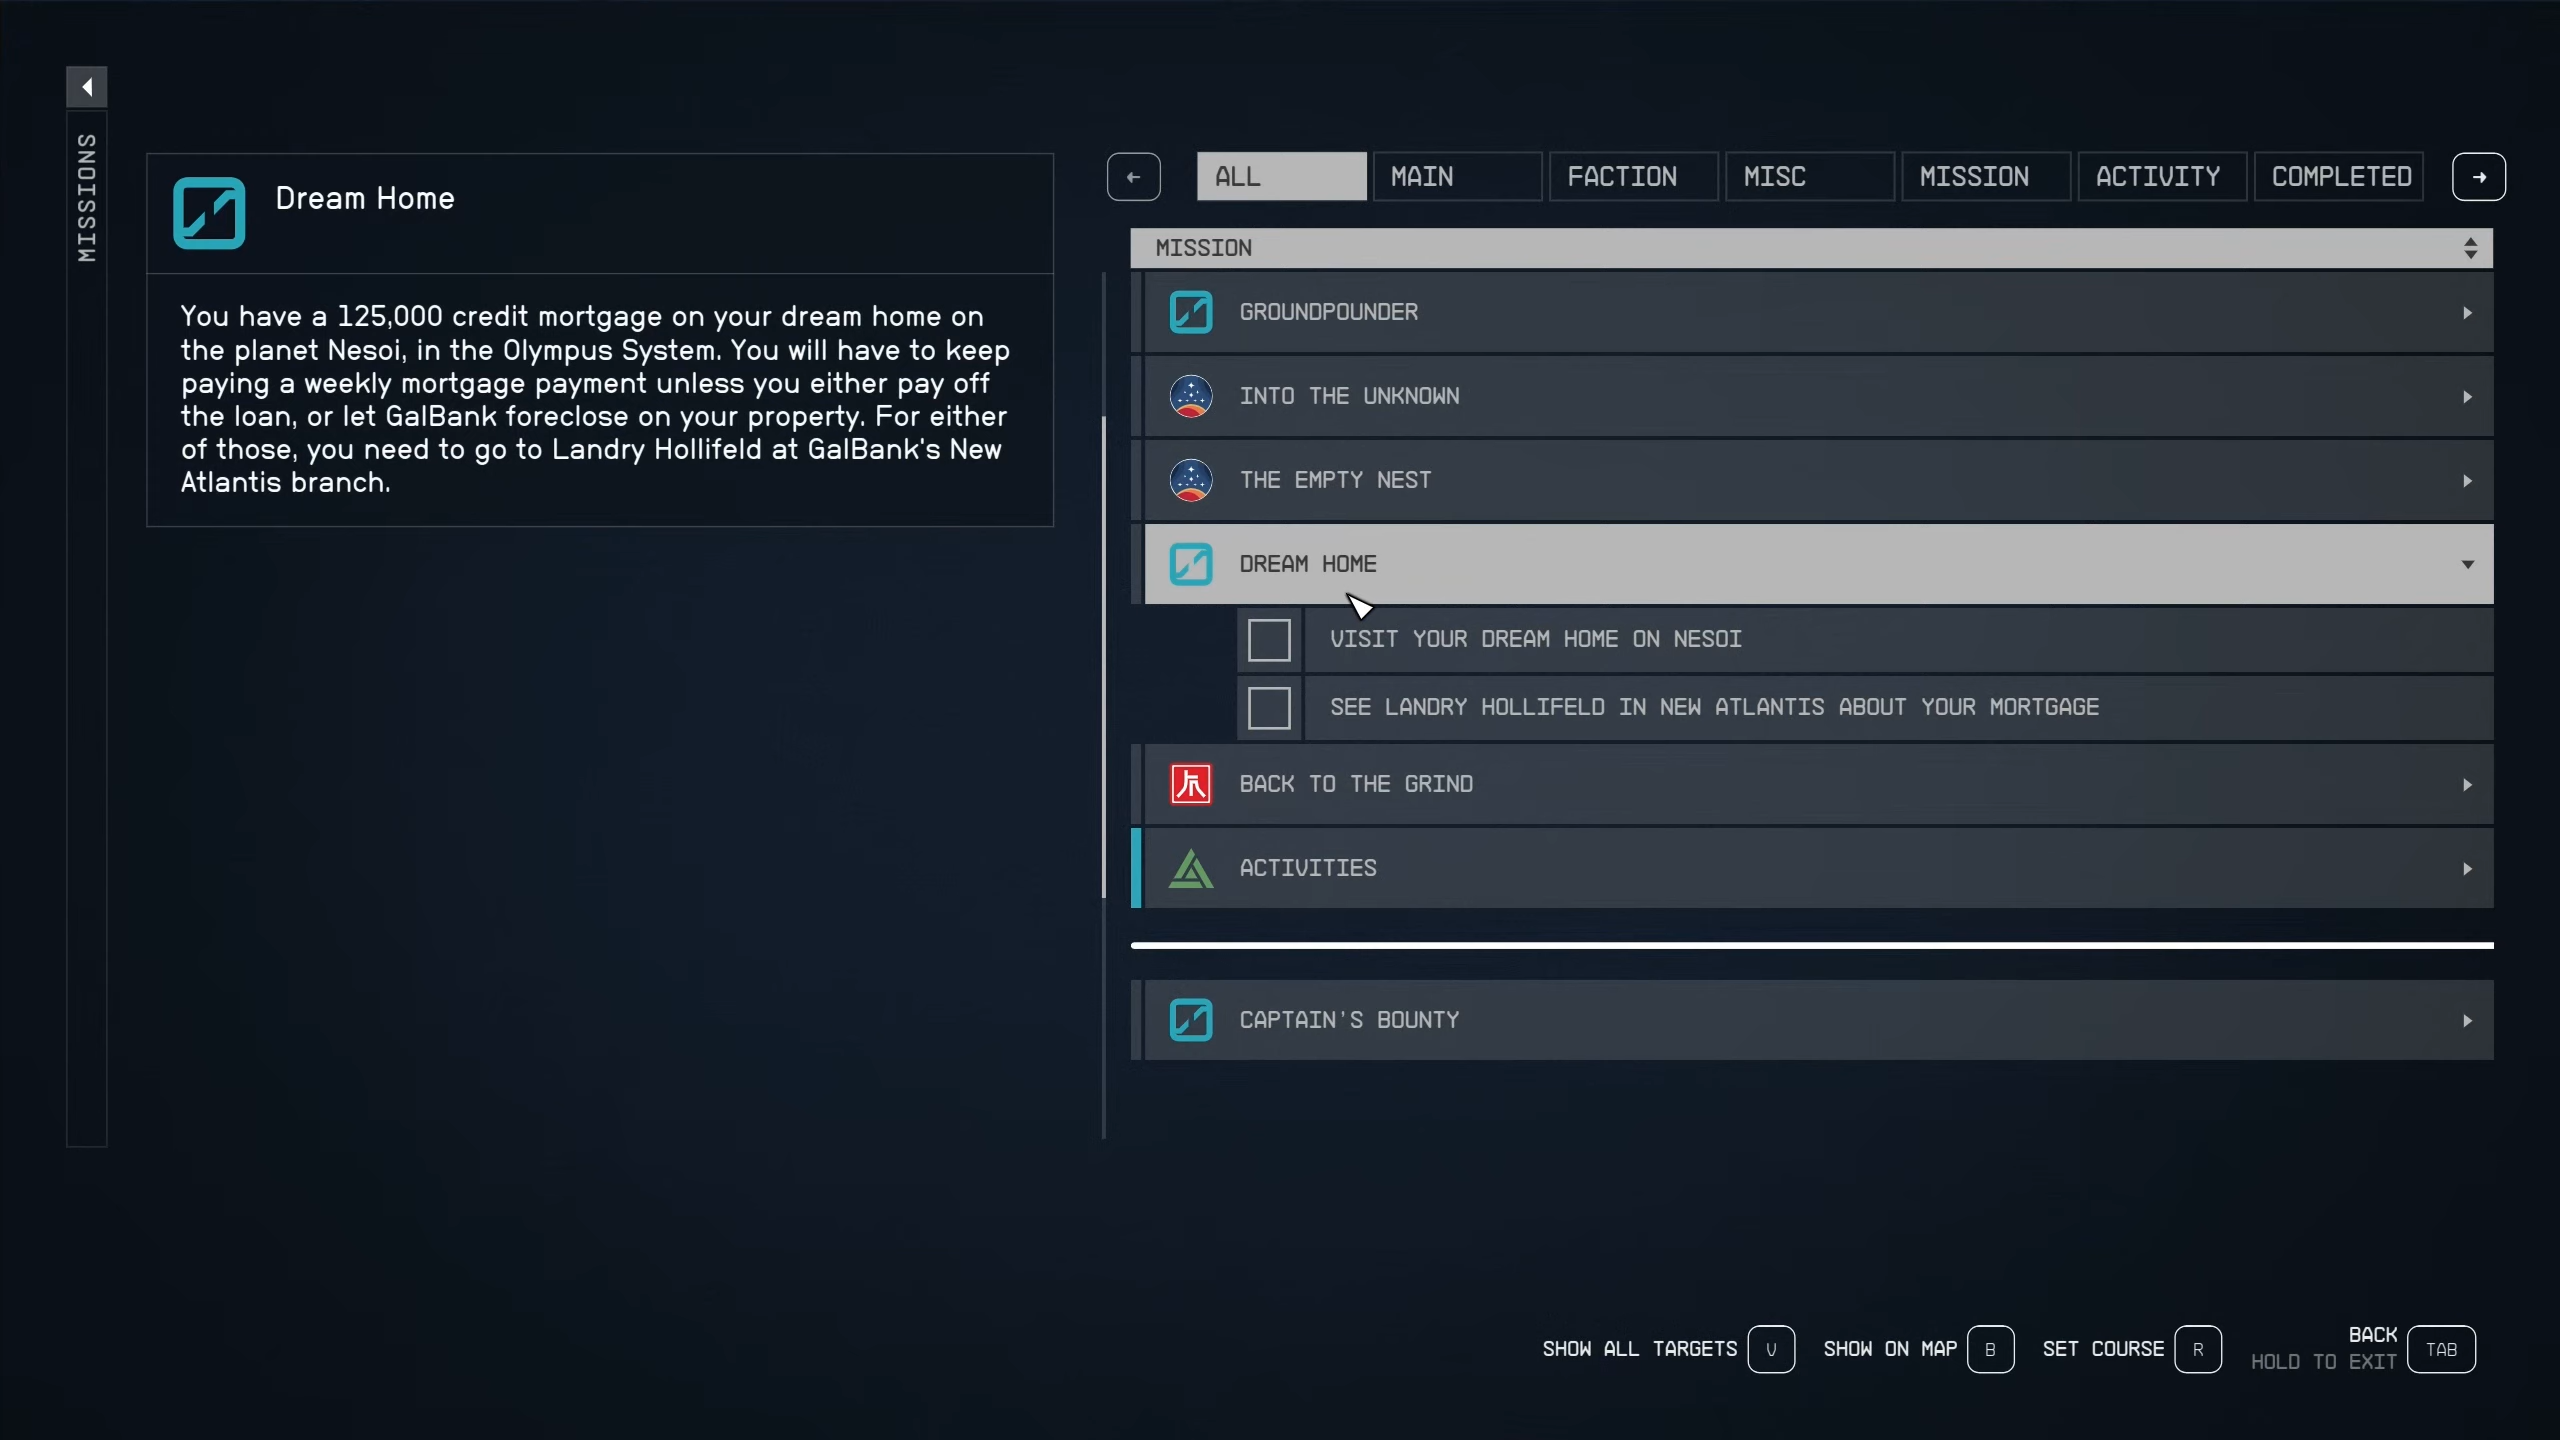 MISSIONS
Dream Home
You have a 125,000 credit mortgage on your dream home on
the planet Nesoi, in the Olympus System. You will have to keep
paying a weekly mortgage payment unless you either pay off
the loan, or let GalBank foreclose on your property. For either
of those, you need to go to Landry Hollifeld at GalBank's New
Atlantis branch.
ALL MAIN FACTION MISC MISSION ACTIVITY COMPLETED
MISSION
GROUNDPOUNDER
INTO THE UNKNOWN
THE EMPTY NEST
DREAM HOME
VISIT YOUR DREAM HOME ON NESOI
SEE LANDRY HOLLIFELD IN NEW ATLANTIS ABOUT YOUR MORTGAGE
BACK TO THE GRIND
ACTIVITIES
CAPTAIN'S BOUNTY
SHOW ALL TARGETS V SHOW ON MAP B SET COURSE R BACK TAB
HOLD TO EXIT